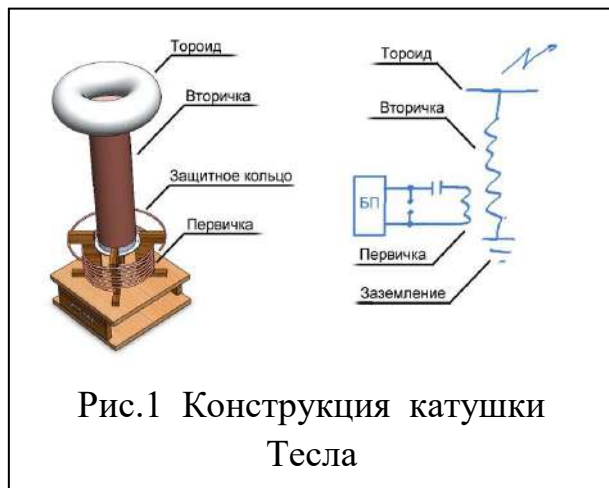 Тороид
Вторичка
Защитное кольцо
Первичка
Тороид
Вторичка
БП
Первичка
Заземление
Рис.1 Конструкция катушки
Тесла